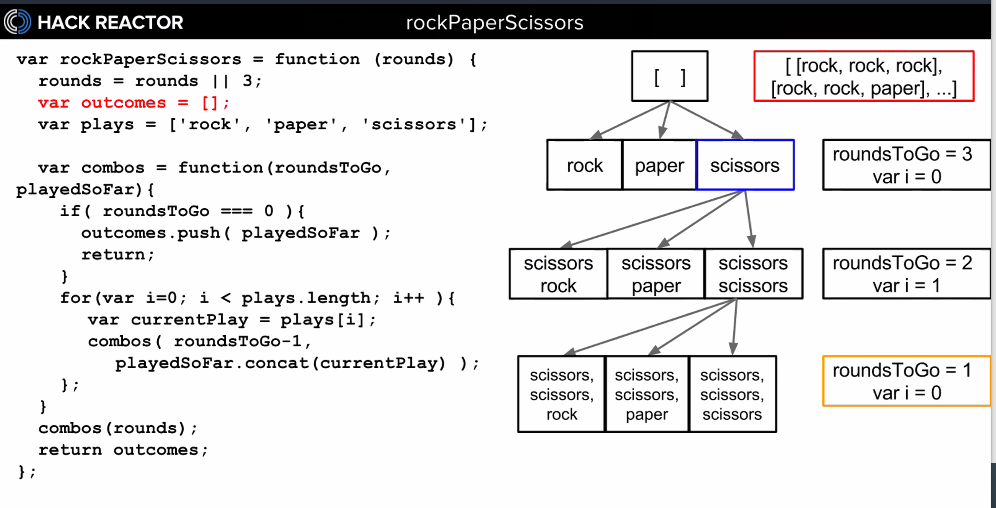 HACK REACTOR
rockPaperScissors
var rockPaperScissors = function (rounds) {
rounds = rounds || 3;
var outcomes = [];
var plays = ['rock', 'paper', 'scissors'];
var combos = function(roundsToGo,
playedSoFar){
if( roundsToGo === 0 ){
outcomes.push( playedSoFar );
return;
}
for(var i=0; i < plays.length; i++ ){
var currentPlay = plays[i];
combos( roundsToGo-1,
playedSoFar.concat(currentPlay) );
};
}
combos(rounds);
return outcomes;
};
[ ]
[ [rock, rock, rock],
[rock, rock, paper], ...]
rock
paper
scissors
roundsToGo = 3
var i = 0
scissors
rock
scissors
paper
scissors
scissors
roundsToGo = 2
var i = 1
scissors,
scissors,
rock
scissors,
scissors,
paper
scissors,
scissors,
scissors
roundsToGo = 1
var i = 0